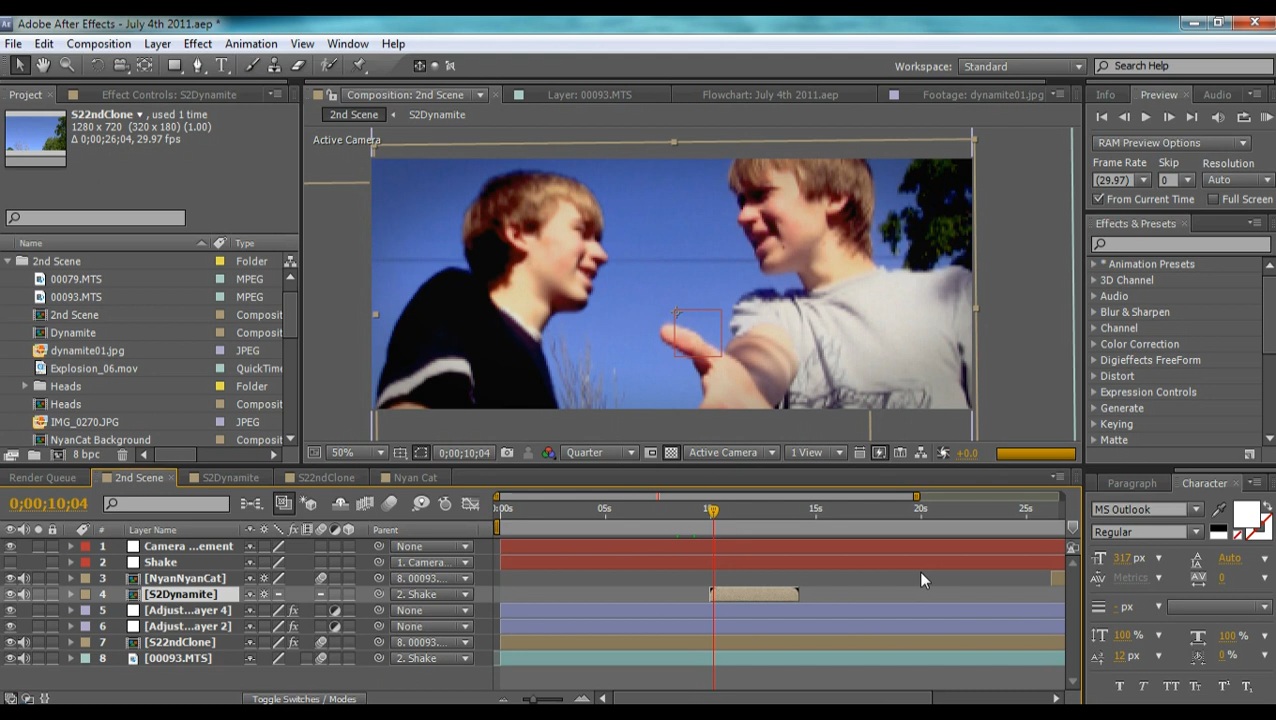 Ae Adobe After Effects - July 4th 2011.aep *
File Edit Composition Layer Effect Animation View Window Help
Workspace: Standard Search Help
Project Effect Controls: S2Dynamite Composition: 2nd Scene Layer: 00093.MTS Flowchart: July 4th 2011.aep Footage: dynamite01.jpg Info Preview Audio
S22ndClone ▾, used 1 time
1280 x 720 (320 x 180) (1.00)
Δ 0;00;26;04, 29.97 fps
2nd Scene S2Dynamite
Active Camera
RAM Preview Options
Frame Rate Skip Resolution
(29.97) 0 Auto
From Current Time Full Screen
Effects & Presets
Name Type
2nd Scene Folder
00079.MTS MPEG
00093.MTS MPEG
2nd Scene Composit
Dynamite Composit
dynamite01.jpg JPEG
Explosion_06.mov QuickTime
Heads Folder
Heads Composit
IMG_0270.JPG JPEG
NyanCat Background Composit
8 bpc
* Animation Presets
3D Channel
Audio
Blur & Sharpen
Channel
Color Correction
Digieffects FreeForm
Distort
Expression Controls
Generate
Keying
Matte
50% 0;00;10;04 Quarter Active Camera 1 View +0.0
Render Queue 2nd Scene S2Dynamite S22ndClone Nyan Cat
0;00;10;04
:00s 05s 10s 15s 20s 25s
# Layer Name Parent
1 Camera ...ement None
2 Shake 1. Camera...
3 [NyanNyanCat] 8. 00093....
4 [S2Dynamite] 2. Shake
5 [Adjust...ayer 4] None
6 [Adjust...ayer 2] None
7 [S22ndClone] 8. 00093....
8 [00093.MTS] 2. Shake
Toggle Switches / Modes
Paragraph Character
MS Outlook
Regular
317 px Auto
Metrics 0
- px
100 % 100 %
12 px 0 %
T T TT Tt T T